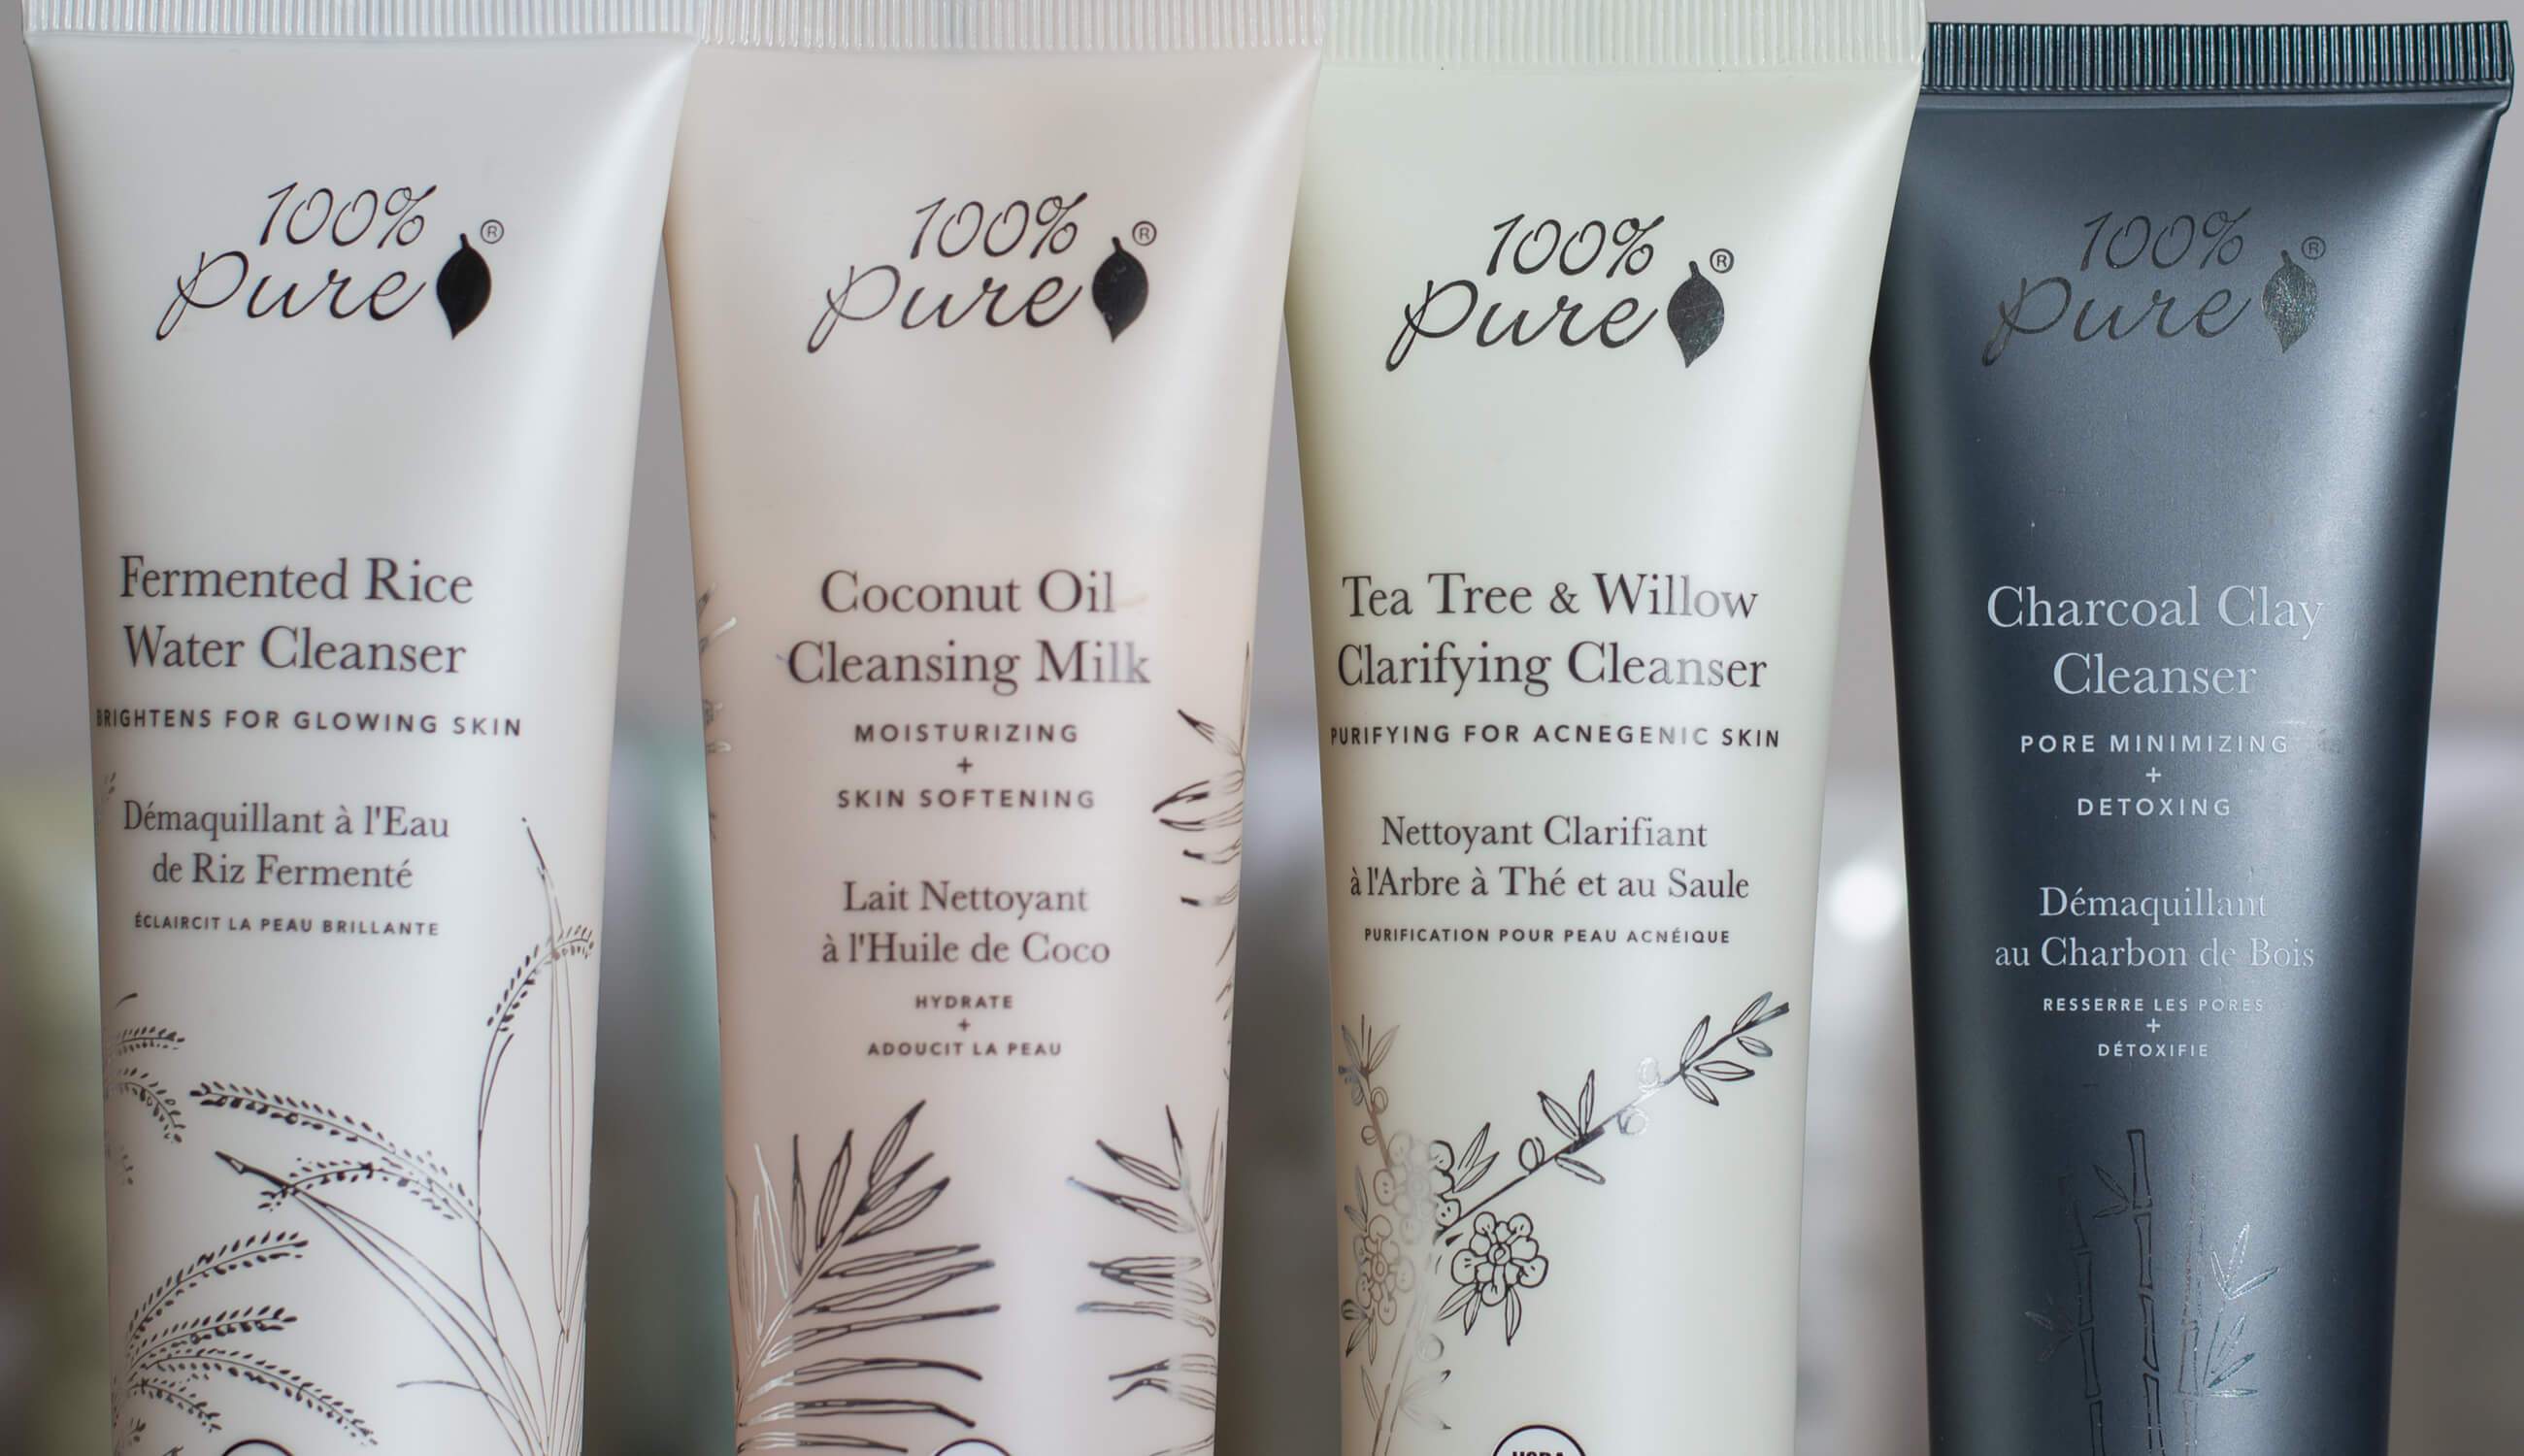 100%
pure®
Fermented Rice
Water Cleanser
BRIGHTENS FOR GLOWING SKIN
Démaquillant à l'Eau
de Riz Fermenté
ÉCLAIRCIT LA PEAU BRILLANTE
100%
pure®
Coconut Oil
Cleansing Milk
MOISTURIZING
+
SKIN SOFTENING
Lait Nettoyant
à l'Huile de Coco
HYDRATE
+
ADOUCIT LA PEAU
100%
pure®
Tea Tree & Willow
Clarifying Cleanser
PURIFYING FOR ACNEGENIC SKIN
Nettoyant Clarifiant
à l'Arbre à Thé et au Saule
PURIFICATION POUR PEAU ACNÉIQUE
100%
pure®
Charcoal Clay
Cleanser
PORE MINIMIZING
+
DETOXING
Démaquillant
au Charbon de Bois
RESSERRE LES PORES
+
DÉTOXIFIE